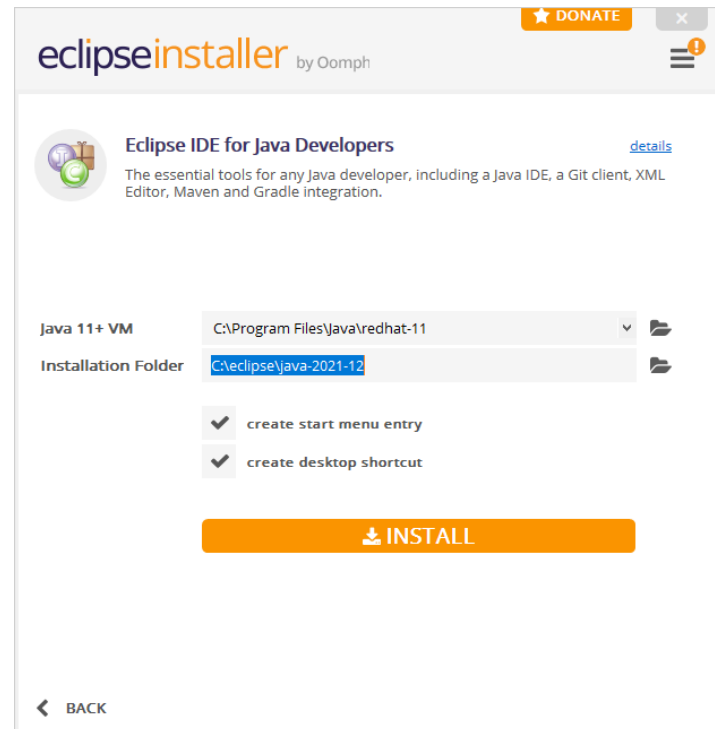 DONATE
eclipseinstaller by Oomph
Eclipse IDE for Java Developers
details
The essential tools for any Java developer, including a Java IDE, a Git client, XML
Editor, Maven and Gradle integration.
Java 11+ VM
C:\Program Files\Java\redhat-11
Installation Folder
C:\eclipse\java-2021-12
create start menu entry
create desktop shortcut
INSTALL
BACK